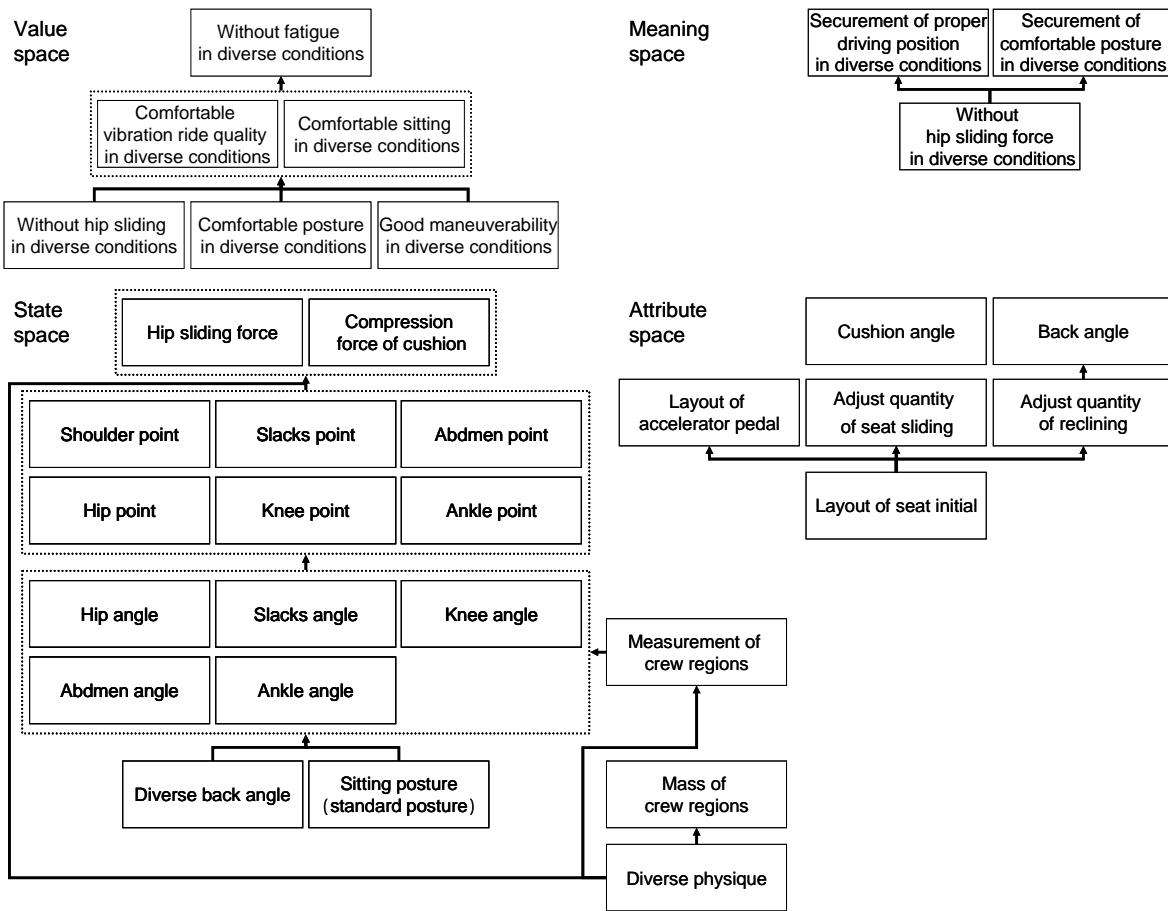 Value
space
Without fatigue
in diverse conditions
Comfortable
vibration ride quality
in diverse conditions
Comfortable sitting
in diverse conditions
Without hip sliding
in diverse conditions
Comfortable posture
in diverse conditions
Good maneuverability
in diverse conditions
Meaning
space
Securement of proper
driving position
in diverse conditions
Securement of
comfortable posture
in diverse conditions
Without
hip sliding force
in diverse conditions
State
space
Hip sliding force
Compression
force of cushion
Shoulder point
Slacks point
Abdmen point
Hip point
Knee point
Ankle point
Hip angle
Slacks angle
Knee angle
Abdmen angle
Ankle angle
Diverse back angle
Sitting posture
(standard posture)
Attribute
space
Cushion angle
Back angle
Layout of
accelerator pedal
Adjust quantity
of seat sliding
Adjust quantity
of reclining
Layout of seat initial
Measurement of
crew regions
Mass of
crew regions
Diverse physique